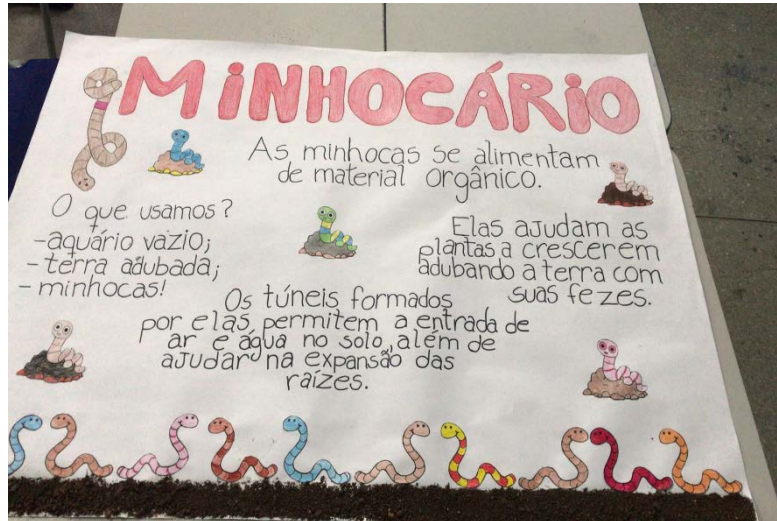 MINHOCÁRIO
As minhocas se alimentam
de material orgânico.
O que usamos?
-aquário vazio;
-terra adubada;
-minhocas!
Elas ajudam as
plantas a crescerem
adubando a terra com
suas fezes.
Os túneis formados
por elas, permitem a entrada de
ar e água no solo, além de
ajudar na expansão das
raízes.